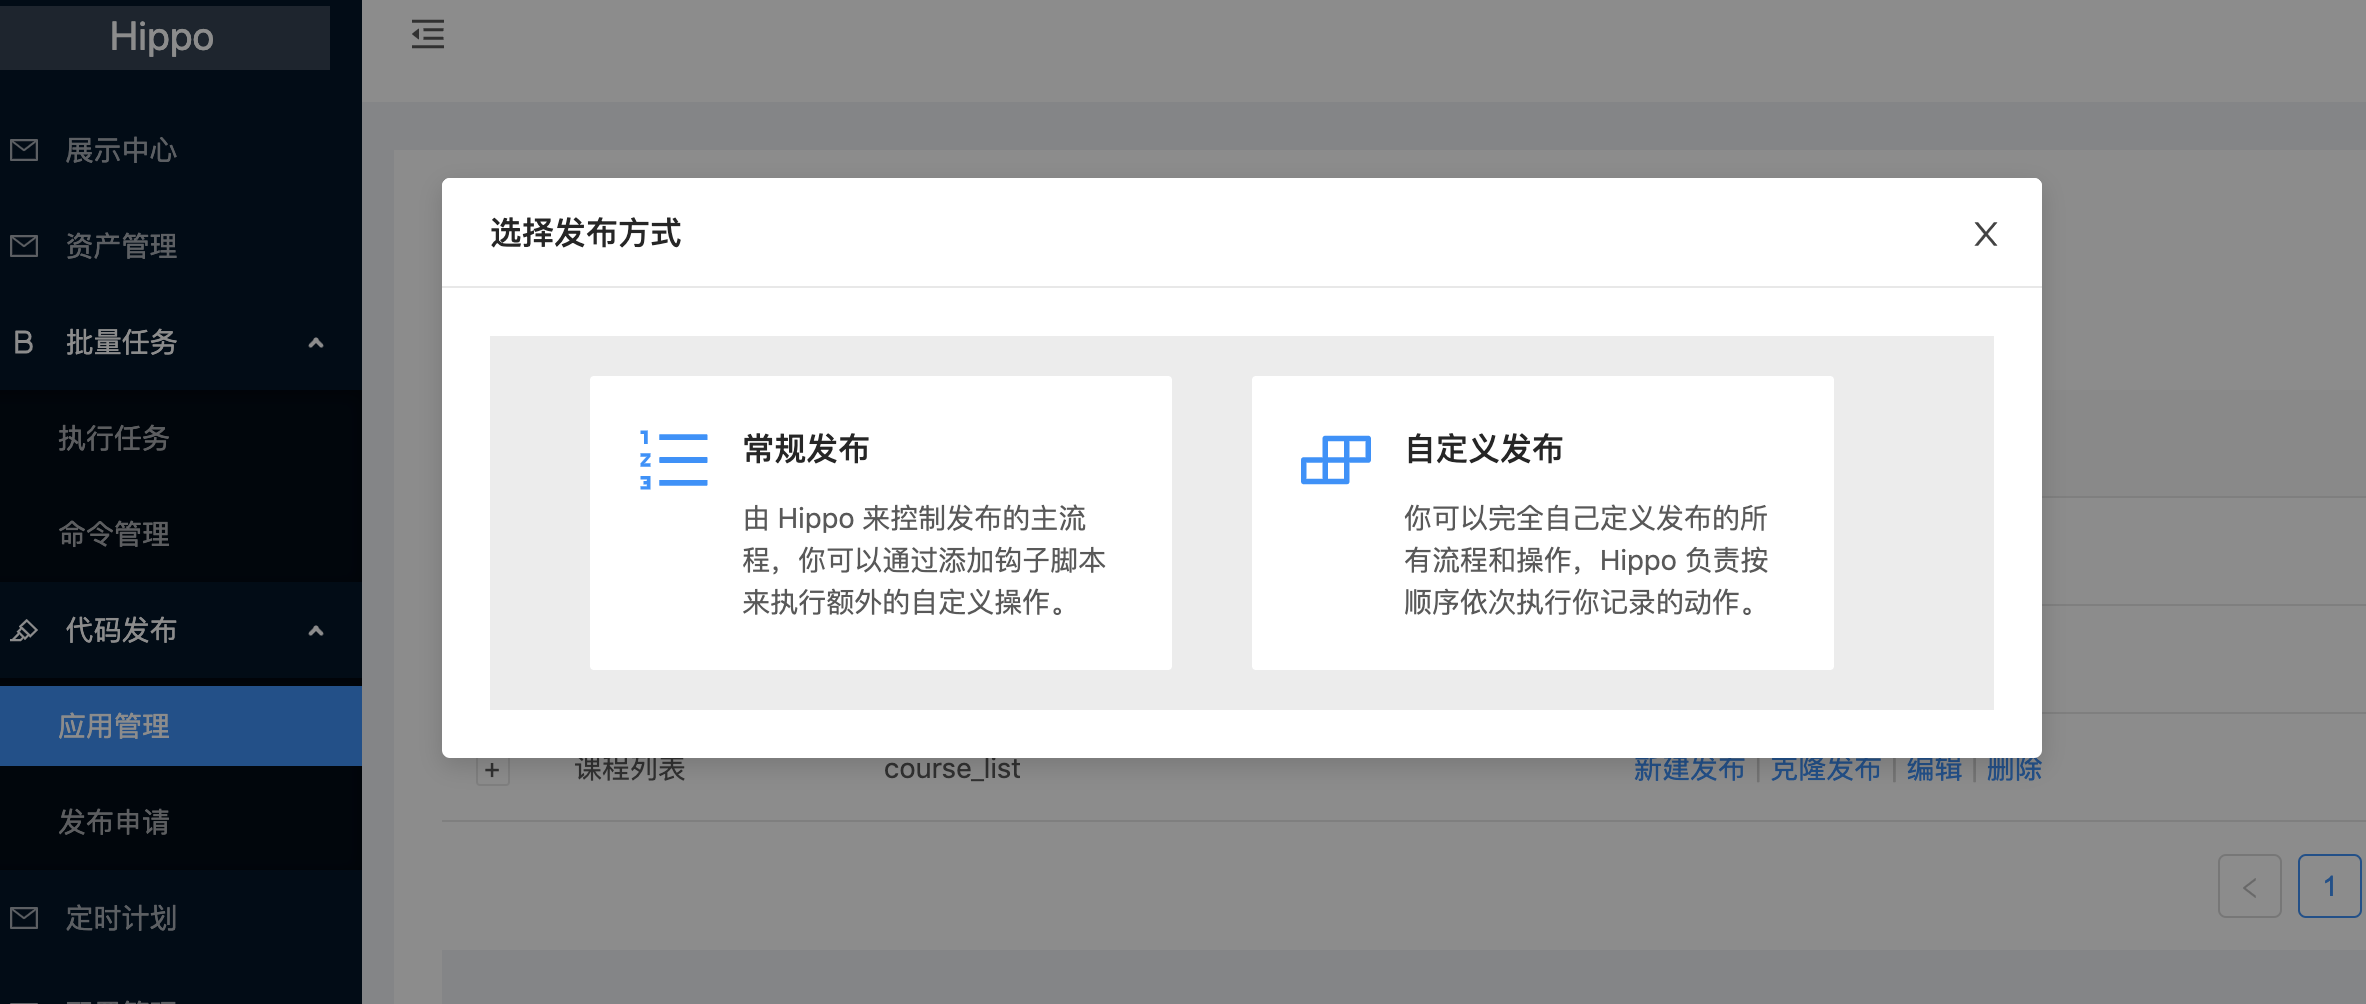 Hippo
展示中心
资产管理
B 批量任务
执行任务
命令管理
代码发布
应用管理
发布申请
定时计划
选择发布方式
1
2
3
常规发布
由 Hippo 来控制发布的主流
程，你可以通过添加钩子脚本
来执行额外的自定义操作。
自定义发布
你可以完全自己定义发布的所
有流程和操作，Hippo 负责按
顺序依次执行你记录的动作。
+ 课程列表 course_list 新建发布 | 克隆发布 | 编辑 | 删除
< 1